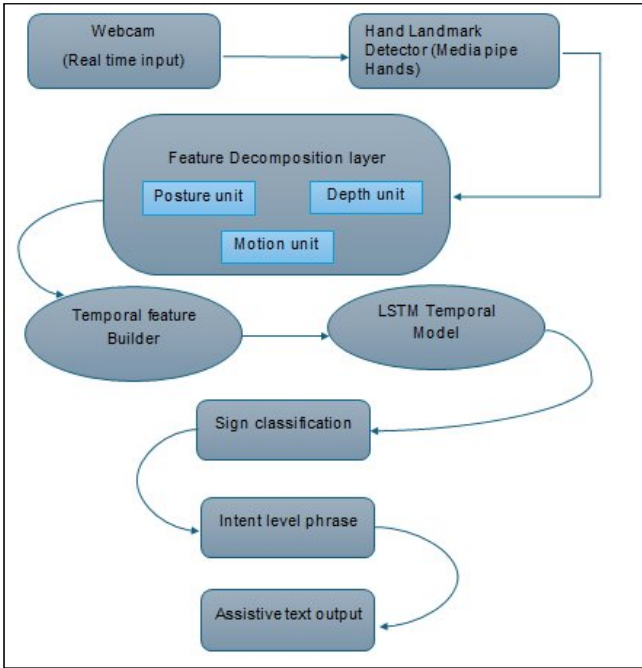 Webcam
(Real time input)
Hand Landmark
Detector (Media pipe
Hands)
Feature Decomposition layer
Posture unit
Depth unit
Motion unit
Temporal feature
Builder
LSTM Temporal
Model
Sign classification
Intent level phrase
Assistive text output